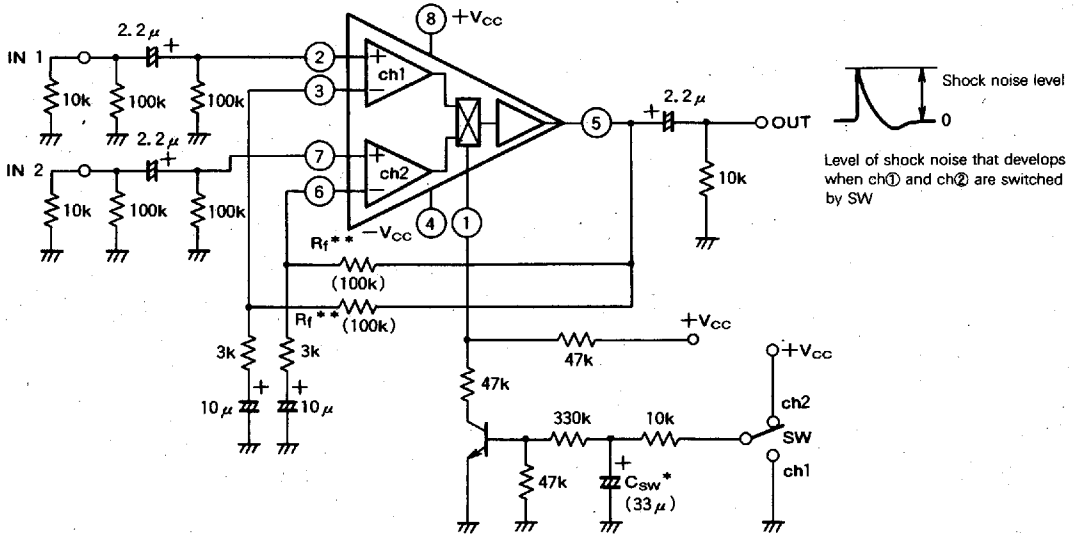 8
+Vcc
2.2μ
+
IN 1
2
+
ch1
3
−
10k
100k
100k
2.2μ
+
IN 2
7
+
ch2
6
−
10k
100k
100k
4
1
−Vcc
5
+
2.2μ
OUT
10k
Shock noise level
0
Level of shock noise that develops
when ch① and ch② are switched
by SW
Rf**
(100k)
Rf**
(100k)
3k
3k
+
+
10μ
10μ
47k
+Vcc
47k
330k
10k
+Vcc
ch2
SW
ch1
47k
+
Csw*
(33μ)